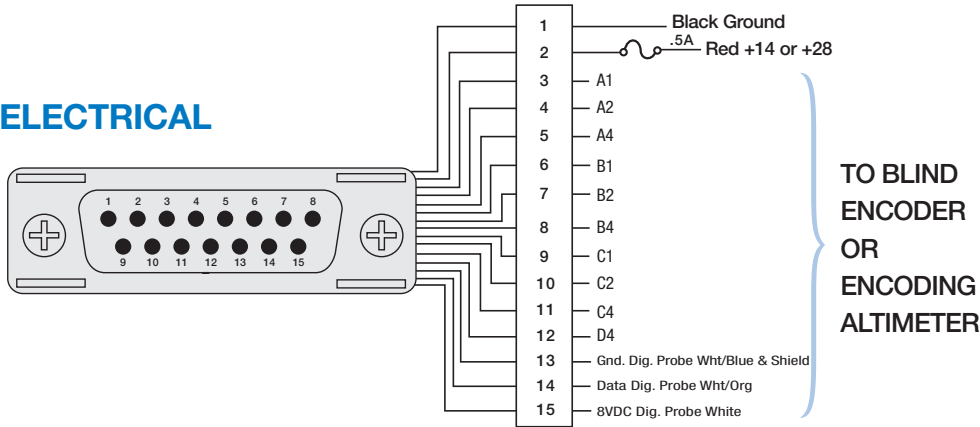 ELECTRICAL
1 2 3 4 5 6 7 8
9 10 11 12 13 14 15
1 Black Ground
2 .5A Red +14 or +28
3 A1
4 A2
5 A4
6 B1
7 B2
8 B4
9 C1
10 C2
11 C4
12 D4
13 Gnd. Dig. Probe Wht/Blue & Shield
14 Data Dig. Probe Wht/Org
15 8VDC Dig. Probe White
TO BLIND
ENCODER
OR
ENCODING
ALTIMETER